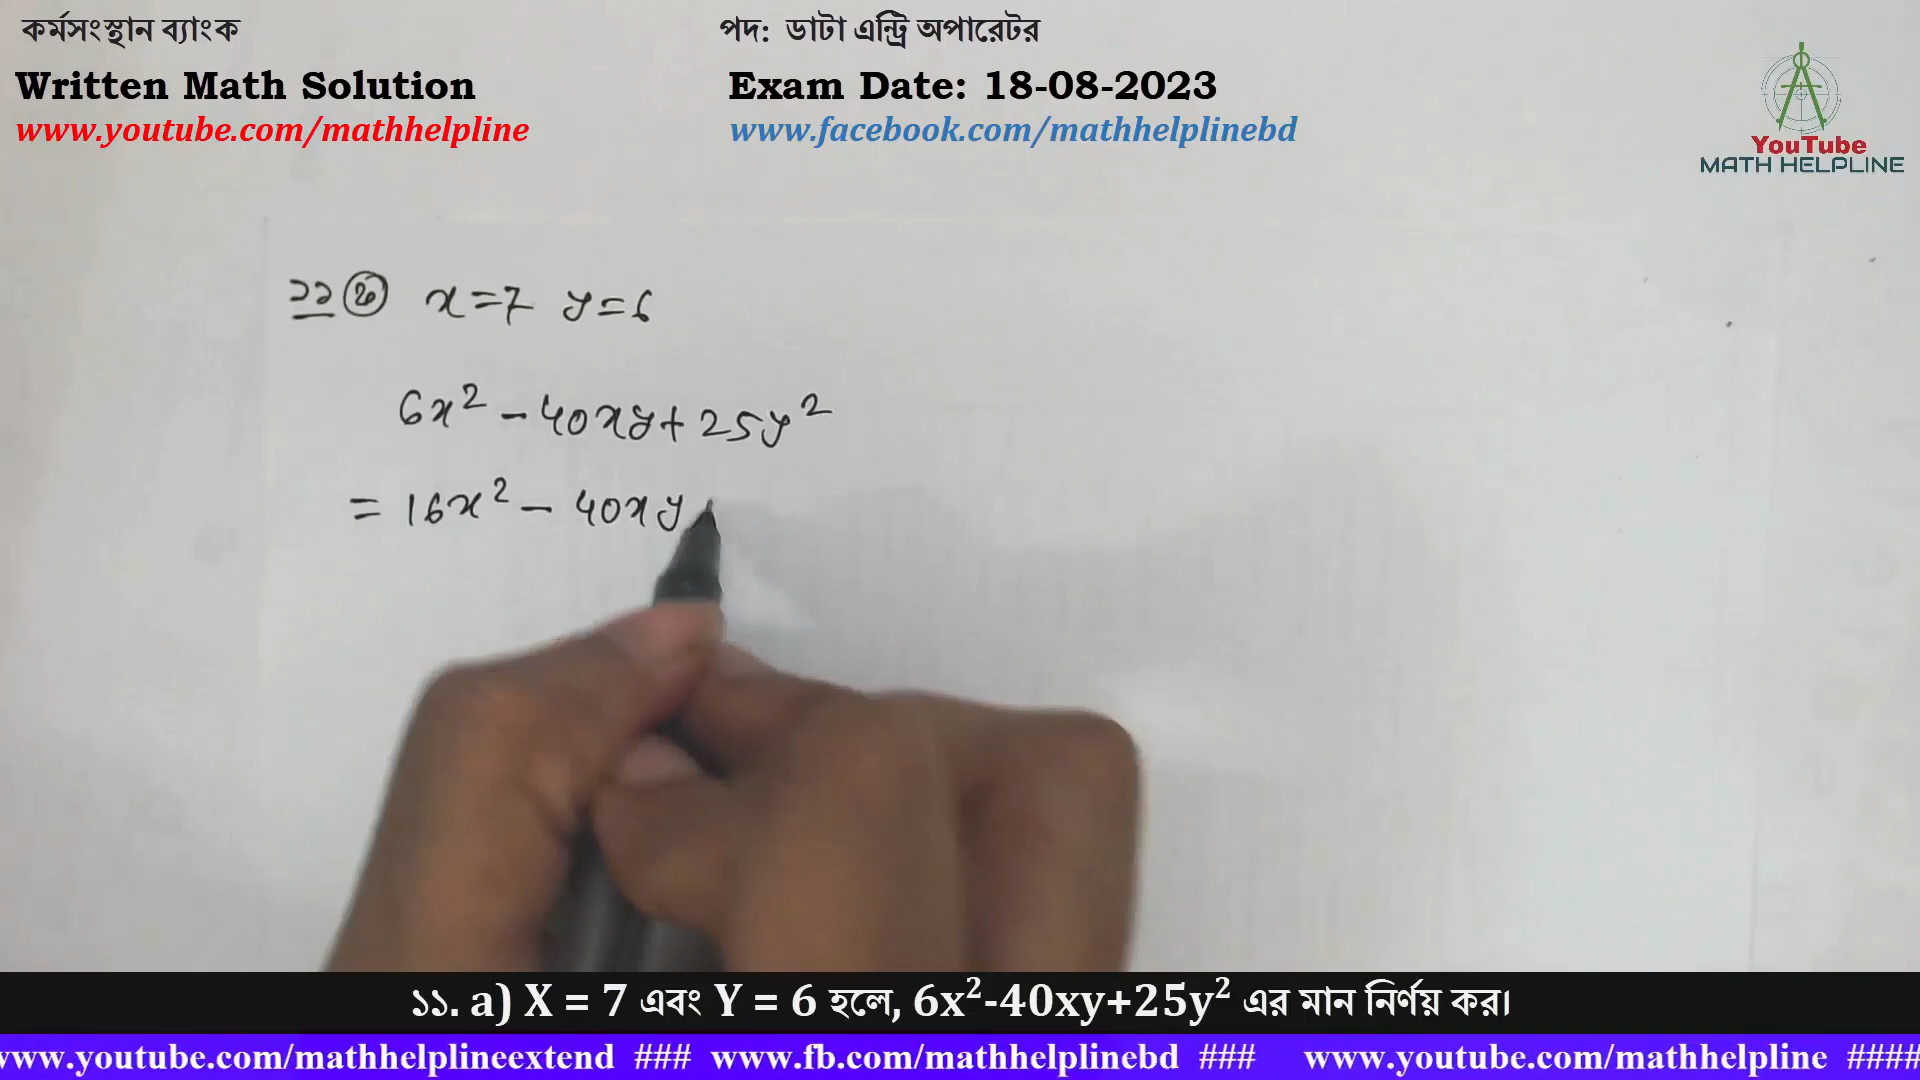 কর্মসংস্থান ব্যাংক
পদ: ডাটা এন্ট্রি অপারেটর
Written Math Solution
Exam Date: 18-08-2023
www.youtube.com/mathhelpline
www.facebook.com/mathhelplinebd
YouTube
MATH HELPLINE
x=7 y=6
6x² - 40xy + 25y²
= 16x² - 40xy
১১. a) X = 7 এবং Y = 6 হলে, 6x²-40xy+25y² এর মান নির্ণয় কর।
www.youtube.com/mathhelplineextend ### www.fb.com/mathhelplinebd ### www.youtube.com/mathhelpline ####